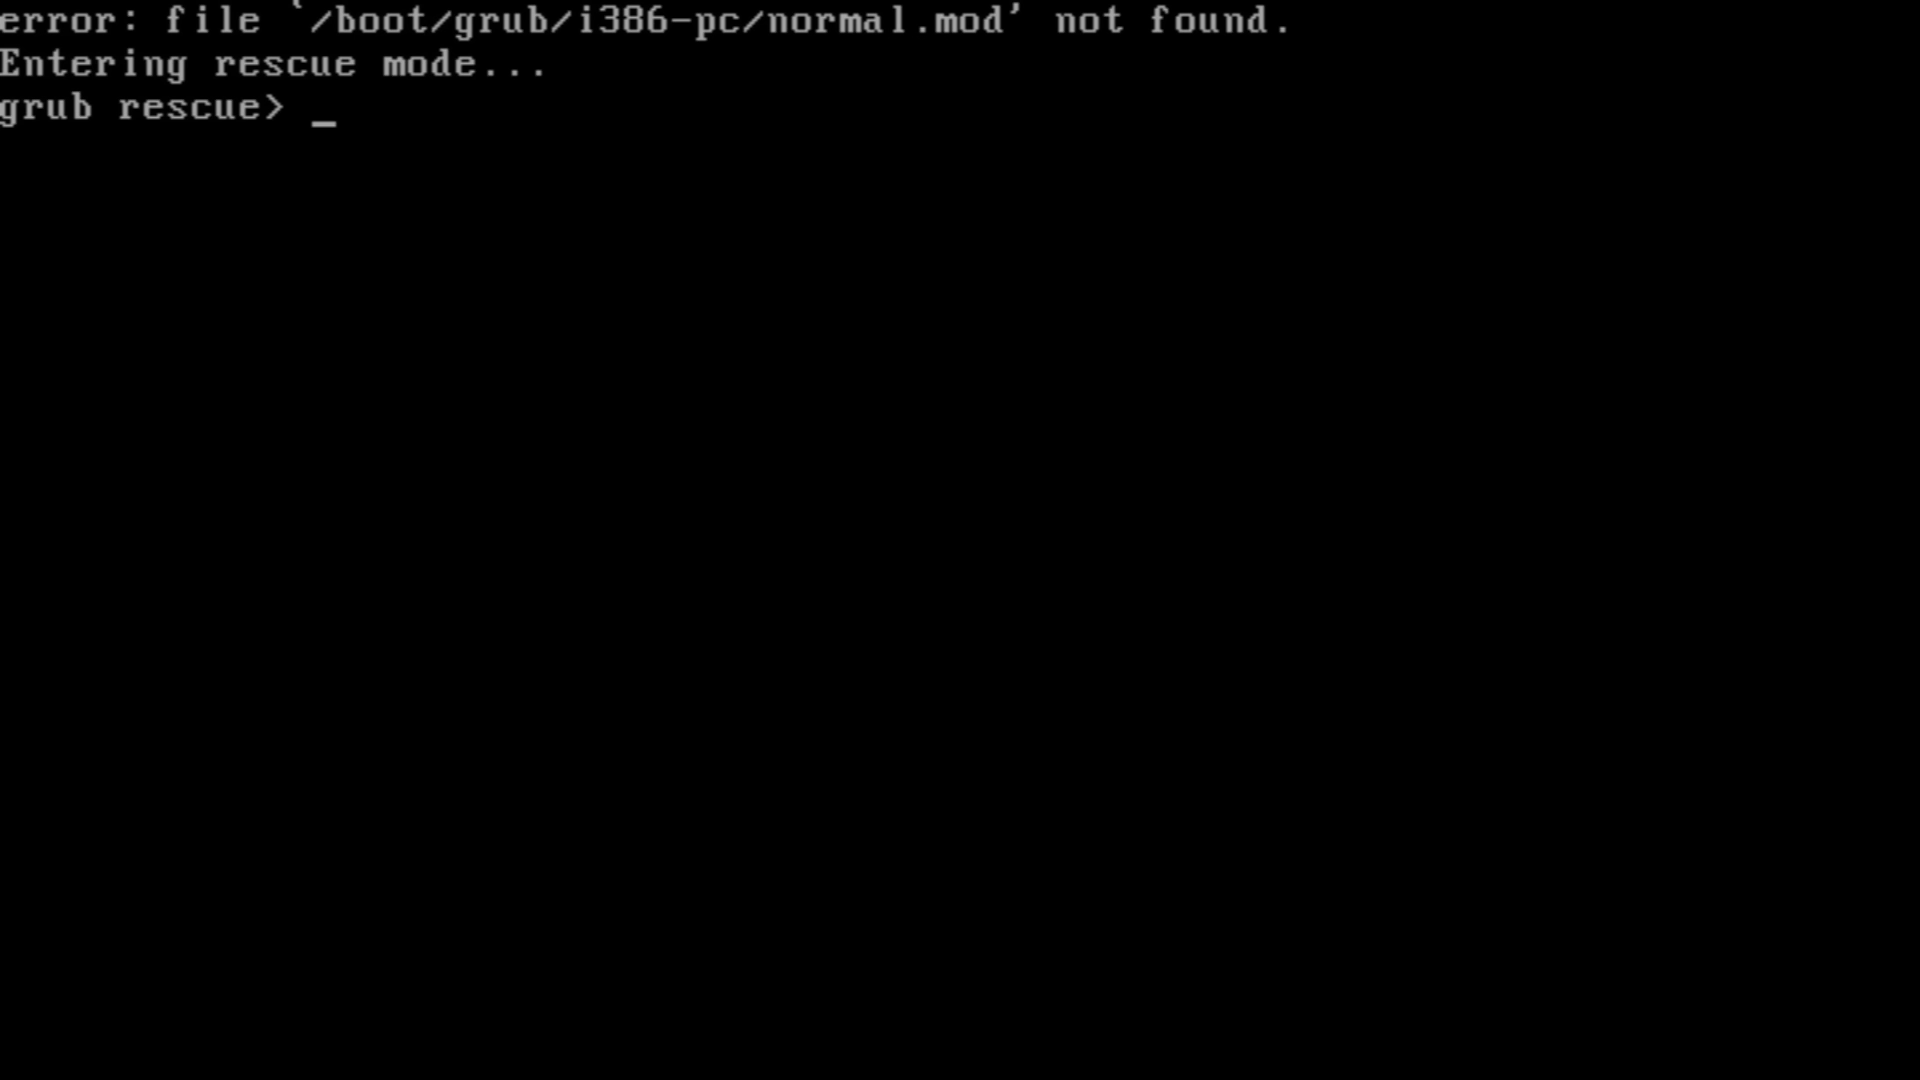 error: file `/boot/grub/i386-pc/normal.mod' not found.
Entering rescue mode...
grub rescue> _